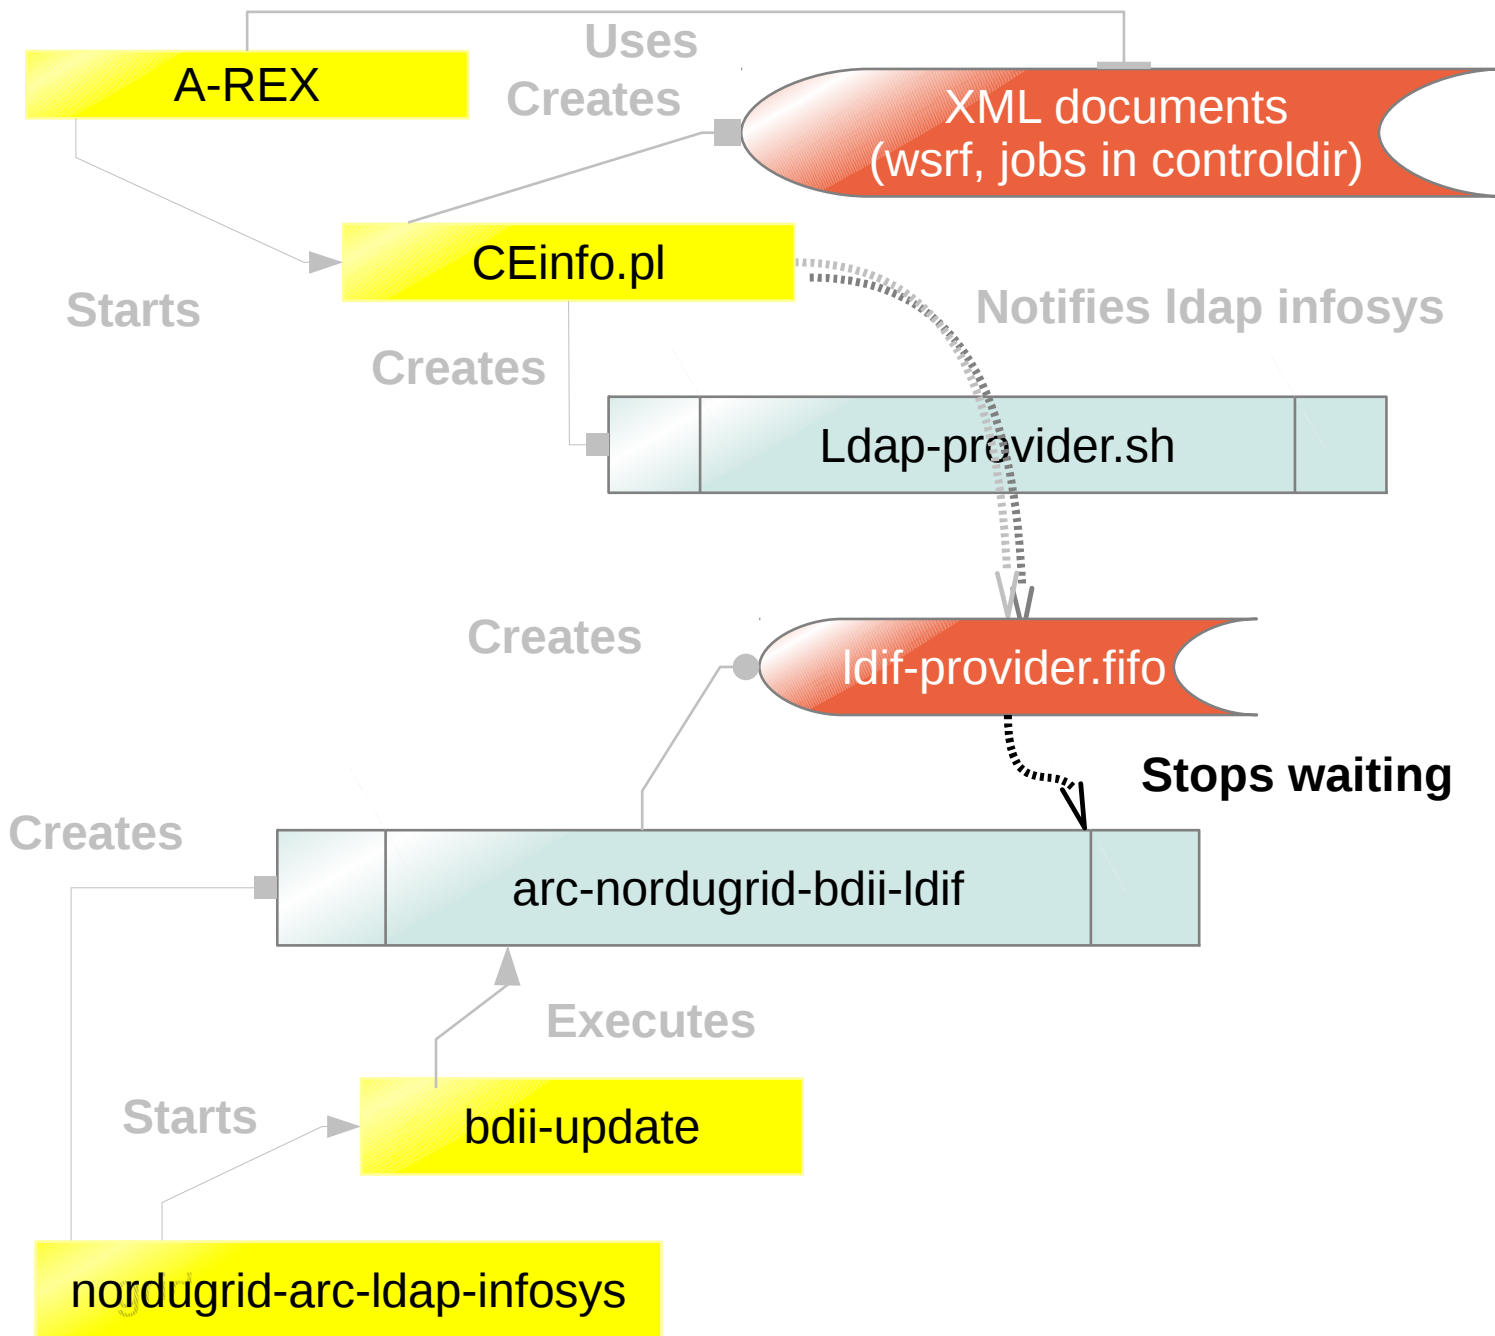 Uses
A-REX
Creates
XML documents
(wsrf, jobs in controldir)
CEinfo.pl
Starts
Notifies ldap infosys
Creates
Ldap-provider.sh
Creates
ldif-provider.fifo
Stops waiting
Creates
arc-nordugrid-bdii-ldif
Executes
Starts
bdii-update
nordugrid-arc-ldap-infosys